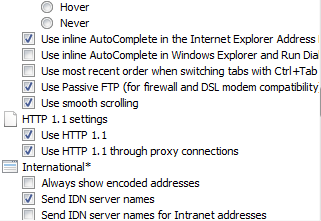 Hover
Never
Use inline AutoComplete in the Internet Explorer Address
Use inline AutoComplete in Windows Explorer and Run Dial
Use most recent order when switching tabs with Ctrl+Tab
Use Passive FTP (for firewall and DSL modem compatibility)
Use smooth scrolling
HTTP 1.1 settings
Use HTTP 1.1
Use HTTP 1.1 through proxy connections
International*
Always show encoded addresses
Send IDN server names
Send IDN server names for Intranet addresses